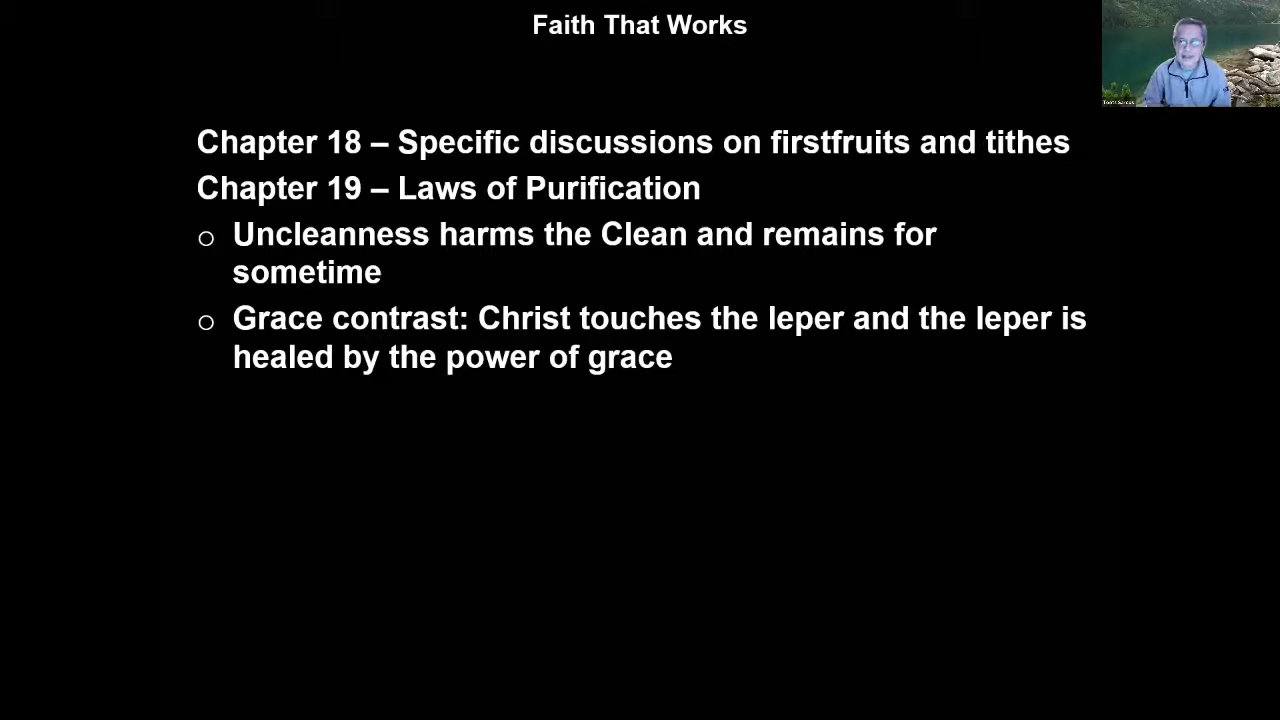 Faith That Works
Chapter 18 – Specific discussions on firstfruits and tithes
Chapter 19 – Laws of Purification
o Uncleanness harms the Clean and remains for
sometime
o Grace contrast: Christ touches the leper and the leper is
healed by the power of grace